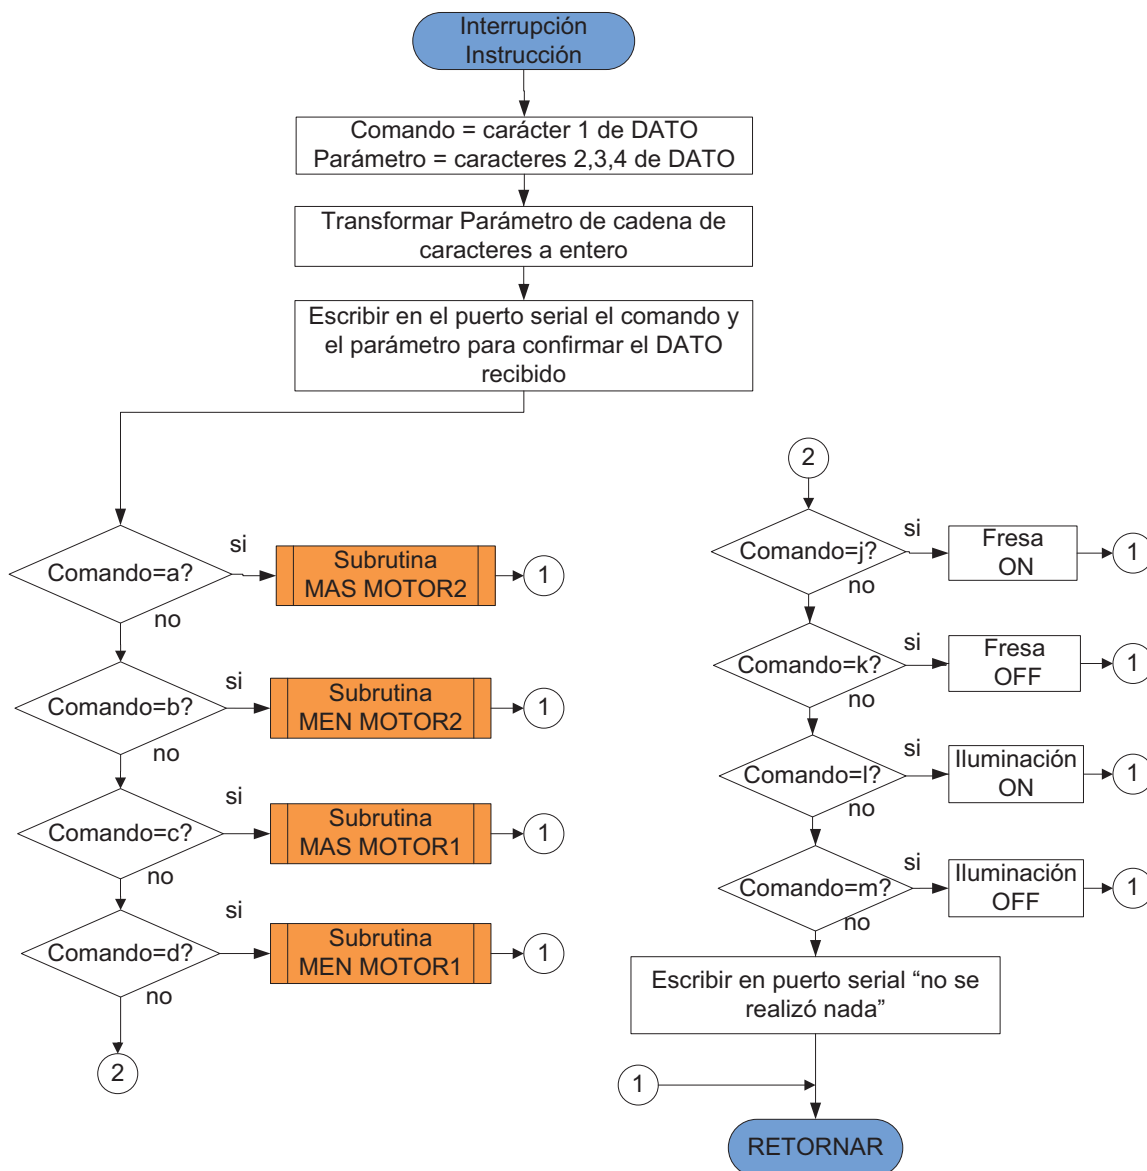 Interrupción
Instrucción
Comando = carácter 1 de DATO
Parámetro = caracteres 2,3,4 de DATO
Transformar Parámetro de cadena de
caracteres a entero
Escribir en el puerto serial el comando y
el parámetro para confirmar el DATO
recibido
Comando=a?
si
Subrutina
MAS MOTOR2
1
no
Comando=b?
si
Subrutina
MEN MOTOR2
1
no
Comando=c?
si
Subrutina
MAS MOTOR1
1
no
Comando=d?
si
Subrutina
MEN MOTOR1
1
no
2
2
Comando=j?
si
Fresa
ON
1
no
Comando=k?
si
Fresa
OFF
1
no
Comando=l?
si
Iluminación
ON
1
no
Comando=m?
si
Iluminación
OFF
1
no
Escribir en puerto serial “no se
realizó nada”
1
RETORNAR